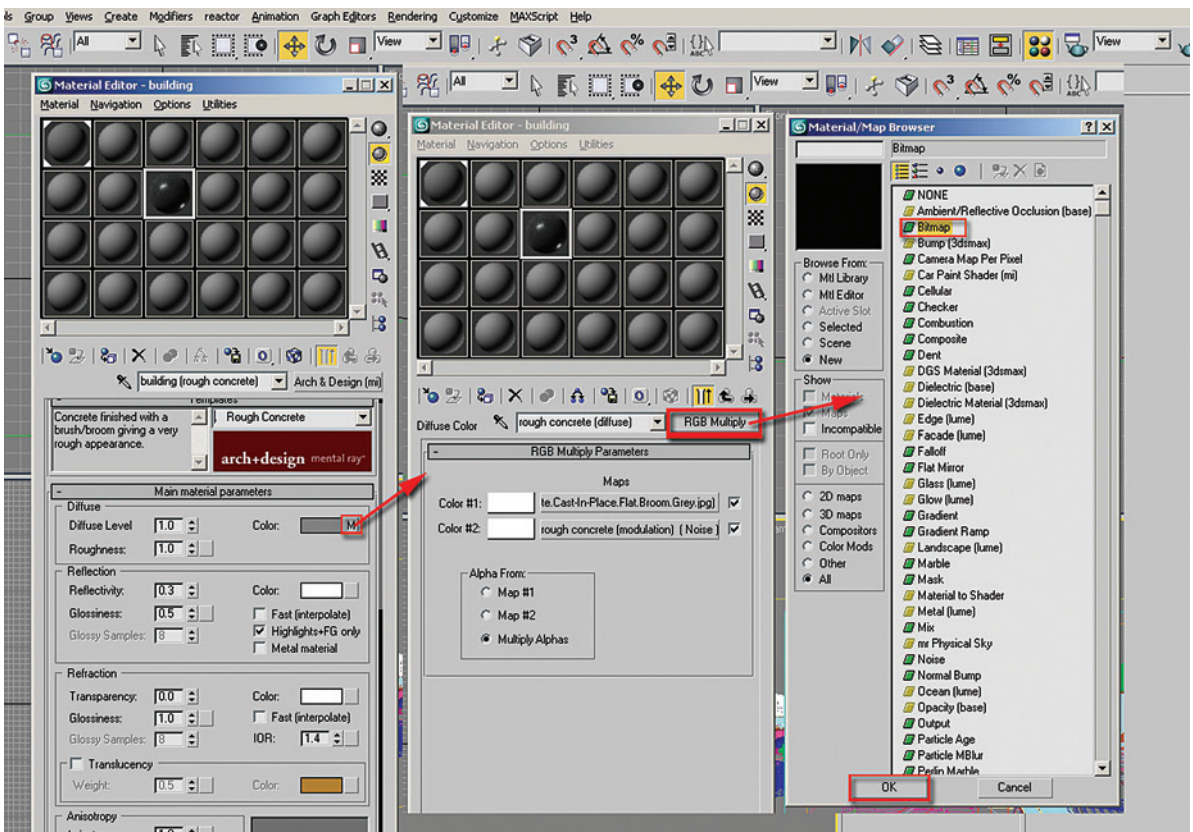 Group Views Create Modifiers reactor Animation Graph Editors Rendering Customize MAXScript Help
All
View
ABC
View
Material Editor - building
Material Navigation Options Utilities
building (rough concrete)
Arch & Design (mi)
Templates
Concrete finished with a
brush/broom giving a very
rough appearance.
Rough Concrete
arch+design mental ray
Main material parameters
Diffuse
Diffuse Level 1.0 Color: M
Roughness: 1.0
Reflection
Reflectivity: 0.3 Color:
Glossiness: 0.5 Fast (interpolate)
Glossy Samples: 8 Highlights+FG only
Metal material
Refraction
Transparency: 0.0 Color:
Glossiness: 1.0 Fast (interpolate)
Glossy Samples: 8 IOR: 1.4
Translucency
Weight: 0.5 Color:
Anisotropy
All
View
ABC
Material Editor - building
Material Navigation Options Utilities
Diffuse Color rough concrete (diffuse) RGB Multiply
- RGB Multiply Parameters
Maps
Color #1: te.Cast-In-Place.Flat.Broom.Grey.jpg)
Color #2: rough concrete (modulation) ( Noise )
Alpha From:
Map #1
Map #2
Multiply Alphas
Material/Map Browser
Bitmap
Browse From:
Mtl Library
Mtl Editor
Active Slot
Selected
Scene
New
Show
Materials
Maps
Incompatible
Root Only
By Object
2D maps
3D maps
Compositors
Color Mods
Other
All
NONE
Ambient/Reflective Occlusion (base)
Bitmap
Bump (3dsmax)
Camera Map Per Pixel
Car Paint Shader (mi)
Cellular
Checker
Combustion
Composite
Dent
DGS Material (3dsmax)
Dielectric (base)
Dielectric Material (3dsmax)
Edge (lume)
Facade (lume)
Falloff
Flat Mirror
Glass (lume)
Glow (lume)
Gradient
Gradient Ramp
Landscape (lume)
Marble
Mask
Material to Shader
Metal (lume)
Mix
mr Physical Sky
Noise
Normal Bump
Ocean (lume)
Opacity (base)
Output
Particle Age
Particle MBlur
Perlin Marble
OK
Cancel